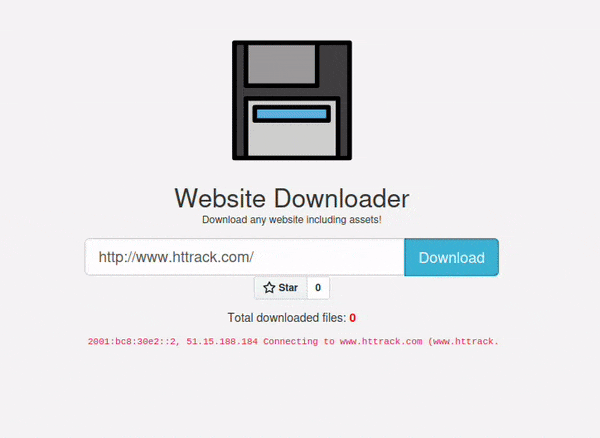 Website Downloader
Download any website including assets!
http://www.httrack.com/ Download
Star 0
Total downloaded files: 0
2001:bc8:30e2::2, 51.15.188.184 Connecting to www.httrack.com (www.httrack.